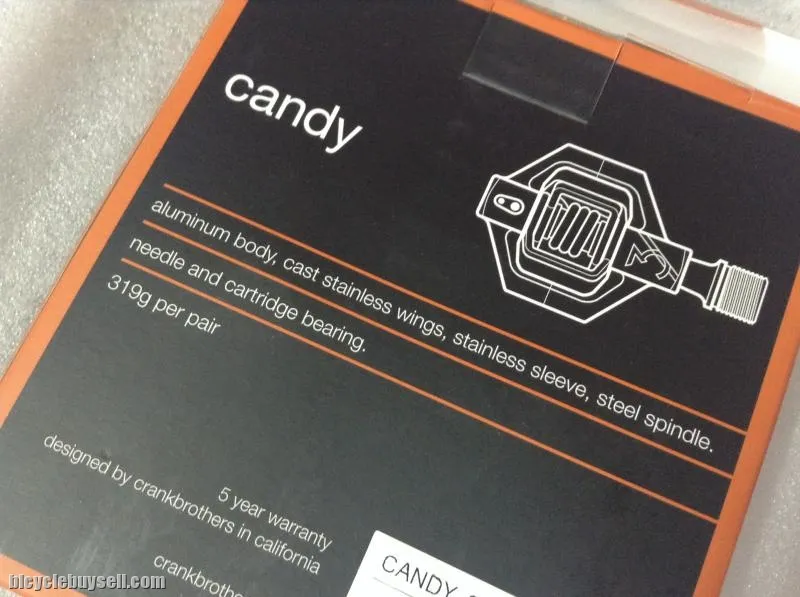 candy
aluminum body, cast stainless wings, stainless sleeve, steel spindle.
needle and cartridge bearing.
319g per pair
5 year warranty
designed by crankbrothers in california
crankbrothe
CANDY
bicyclebuysell.com